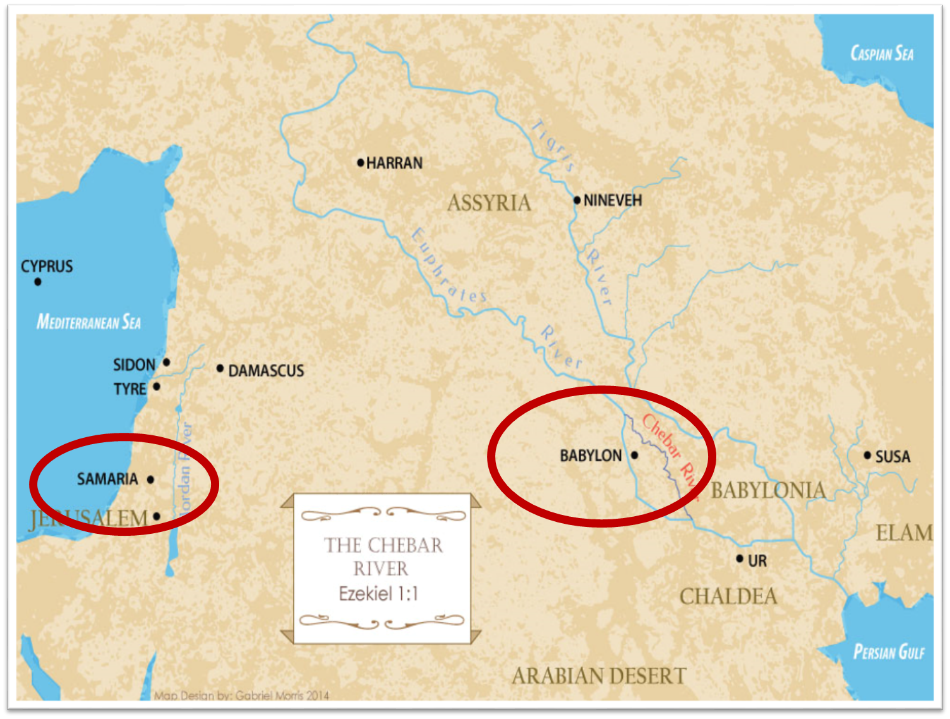 CASPIAN SEA
HARRAN
Tigris
ASSYRIA
NINEVEH
Euphrates
River
CYPRUS
MEDITERRANEAN SEA
River
SIDON
DAMASCUS
TYRE
Chebar River
BABYLON
SUSA
Jordan River
SAMARIA
BABYLONIA
JERUSALEM
ELAM
THE CHEBAR
RIVER
Ezekiel 1:1
UR
CHALDEA
PERSIAN GULF
ARABIAN DESERT
Map Design by: Gabriel Morris 2014